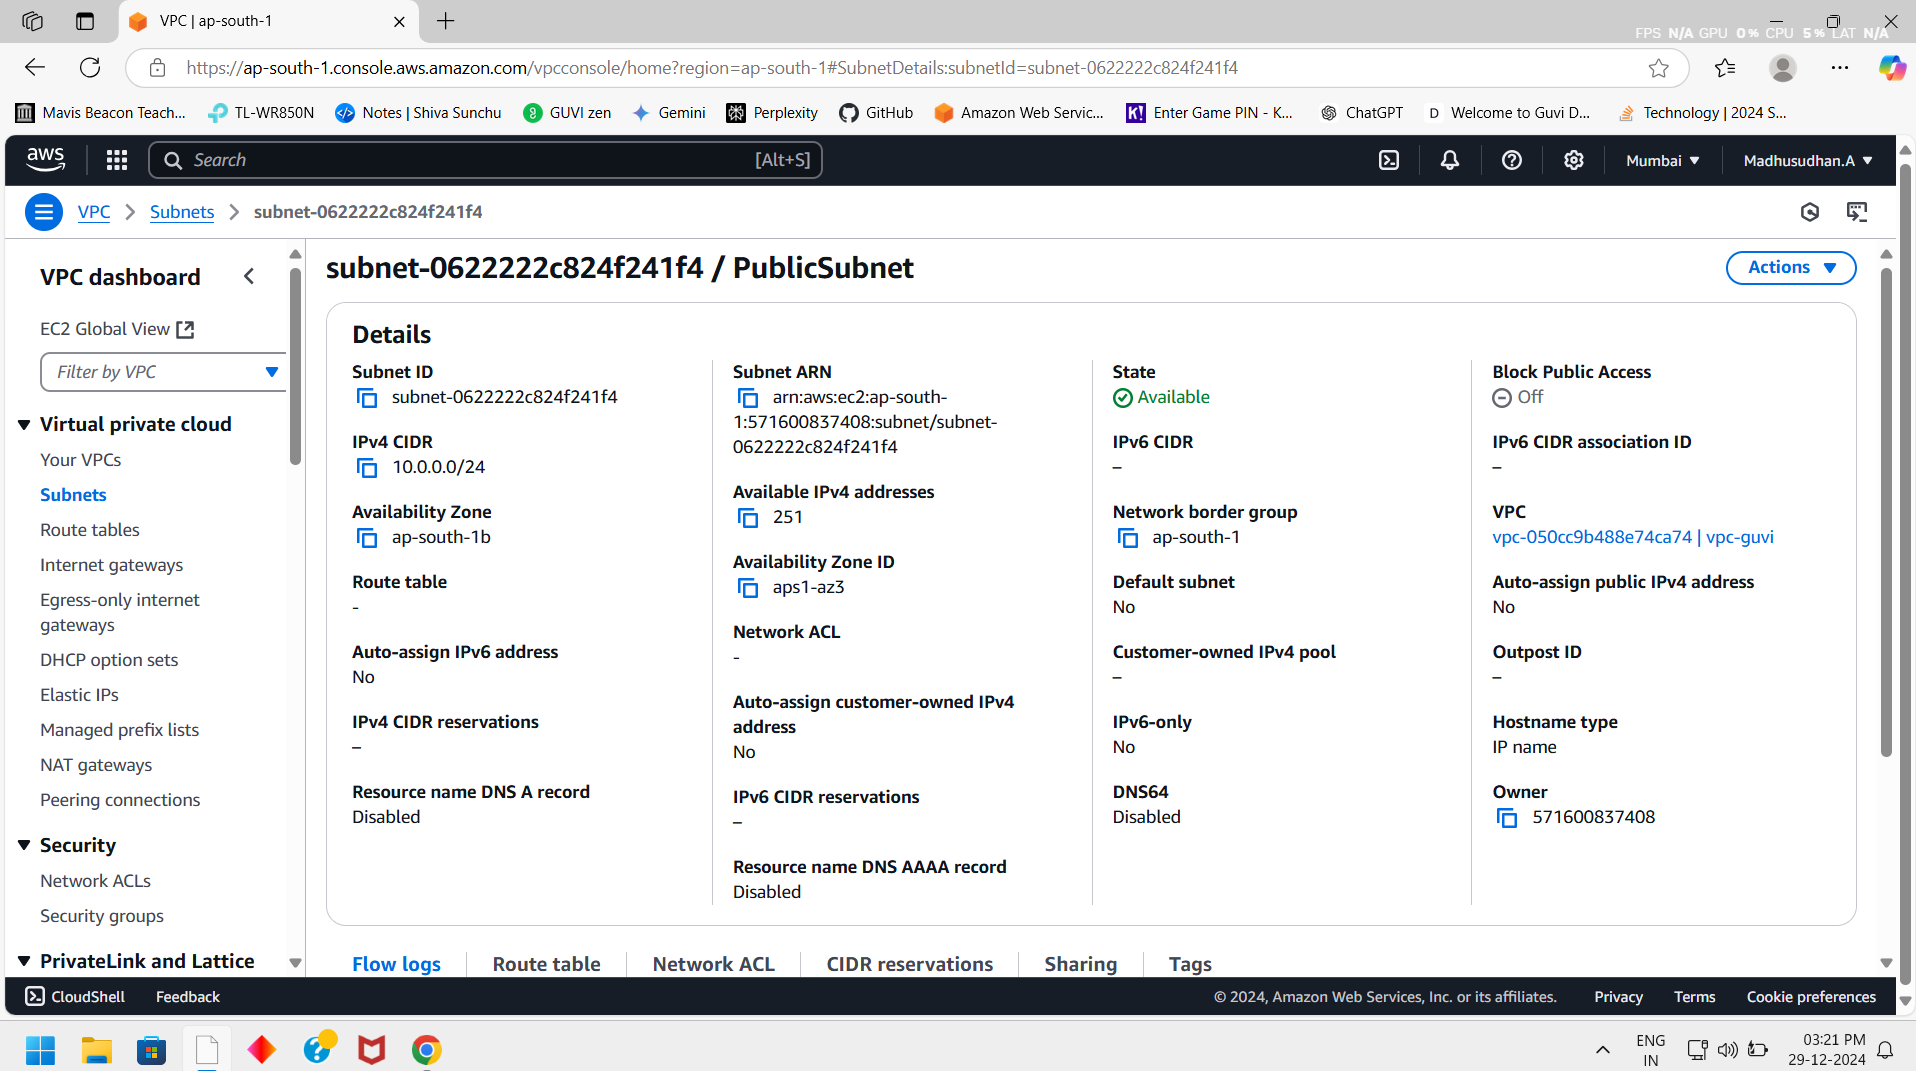 VPC | ap-south-1
FPS N/A GPU 0% CPU 5% LAT N/A
https://ap-south-1.console.aws.amazon.com/vpcconsole/home?region=ap-south-1#SubnetDetails:subnetId=subnet-0622222c824f241f4
Mavis Beacon Teach... TL-WR850N Notes | Shiva Sunchu GUVI zen Gemini Perplexity GitHub Amazon Web Servic... K! Enter Game PIN - K... ChatGPT D Welcome to Guvi D... Technology | 2024 S...
aws Search [Alt+S] Mumbai Madhusudhan.A
VPC Subnets subnet-0622222c824f241f4
VPC dashboard
EC2 Global View
Filter by VPC
Virtual private cloud
Your VPCs
Subnets
Route tables
Internet gateways
Egress-only internet
gateways
DHCP option sets
Elastic IPs
Managed prefix lists
NAT gateways
Peering connections
Security
Network ACLs
Security groups
PrivateLink and Lattice
subnet-0622222c824f241f4 / PublicSubnet
Actions
Details
Subnet ID
subnet-0622222c824f241f4
IPv4 CIDR
10.0.0.0/24
Availability Zone
ap-south-1b
Route table
-
Auto-assign IPv6 address
No
IPv4 CIDR reservations
–
Resource name DNS A record
Disabled
Subnet ARN
arn:aws:ec2:ap-south-
1:571600837408:subnet/subnet-
0622222c824f241f4
Available IPv4 addresses
251
Availability Zone ID
aps1-az3
Network ACL
-
Auto-assign customer-owned IPv4
address
No
IPv6 CIDR reservations
–
Resource name DNS AAAA record
Disabled
State
Available
IPv6 CIDR
–
Network border group
ap-south-1
Default subnet
No
Customer-owned IPv4 pool
–
IPv6-only
No
DNS64
Disabled
Block Public Access
Off
IPv6 CIDR association ID
–
VPC
vpc-050cc9b488e74ca74 | vpc-guvi
Auto-assign public IPv4 address
No
Outpost ID
–
Hostname type
IP name
Owner
571600837408
Flow logs Route table Network ACL CIDR reservations Sharing Tags
CloudShell Feedback © 2024, Amazon Web Services, Inc. or its affiliates. Privacy Terms Cookie preferences
ENG
IN
03:21 PM
29-12-2024